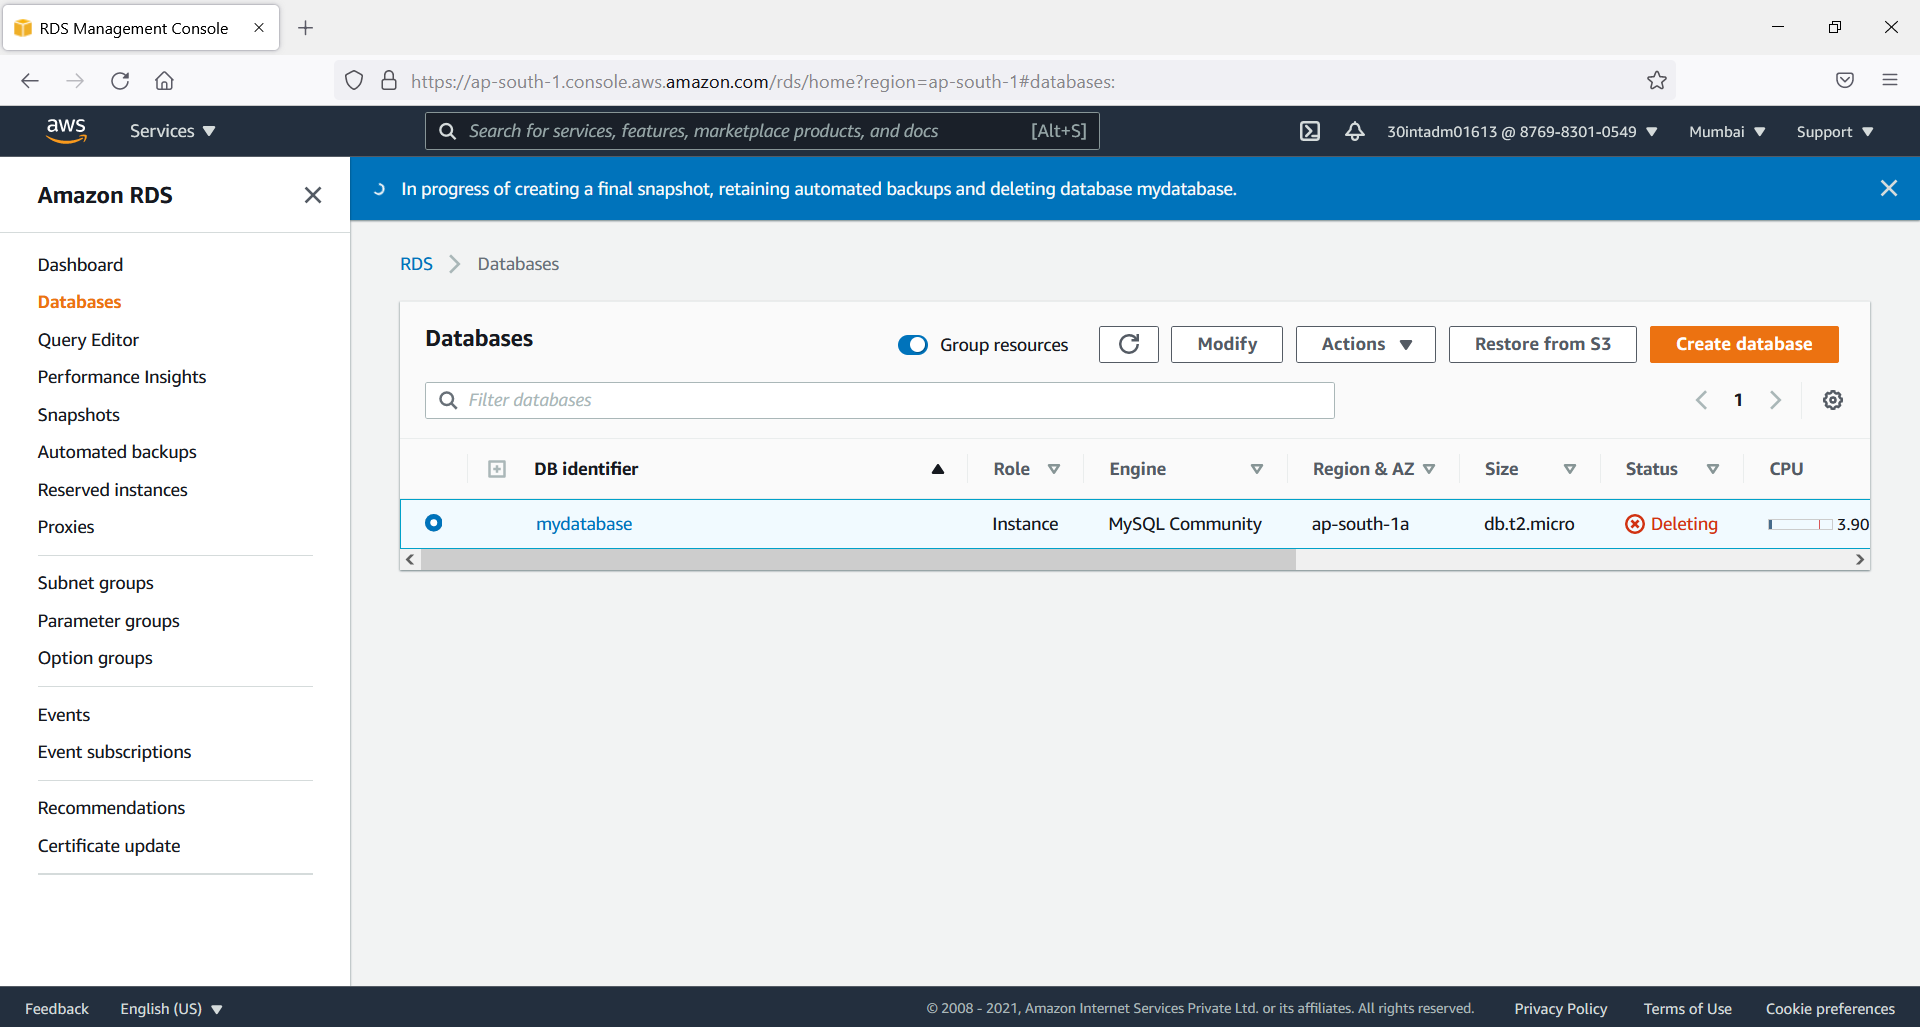 RDS Management Console
https://ap-south-1.console.aws.amazon.com/rds/home?region=ap-south-1#databases:
aws
Services
Search for services, features, marketplace products, and docs [Alt+S]
30intadm01613 @ 8769-8301-0549
Mumbai
Support
Amazon RDS
Dashboard
Databases
Query Editor
Performance Insights
Snapshots
Automated backups
Reserved instances
Proxies
Subnet groups
Parameter groups
Option groups
Events
Event subscriptions
Recommendations
Certificate update
In progress of creating a final snapshot, retaining automated backups and deleting database mydatabase.
RDS > Databases
Databases
Group resources
Modify
Actions
Restore from S3
Create database
Filter databases
1
DB identifier Role Engine Region & AZ Size Status CPU
mydatabase Instance MySQL Community ap-south-1a db.t2.micro Deleting 3.90
Feedback English (US) © 2008 - 2021, Amazon Internet Services Private Ltd. or its affiliates. All rights reserved. Privacy Policy Terms of Use Cookie preferences